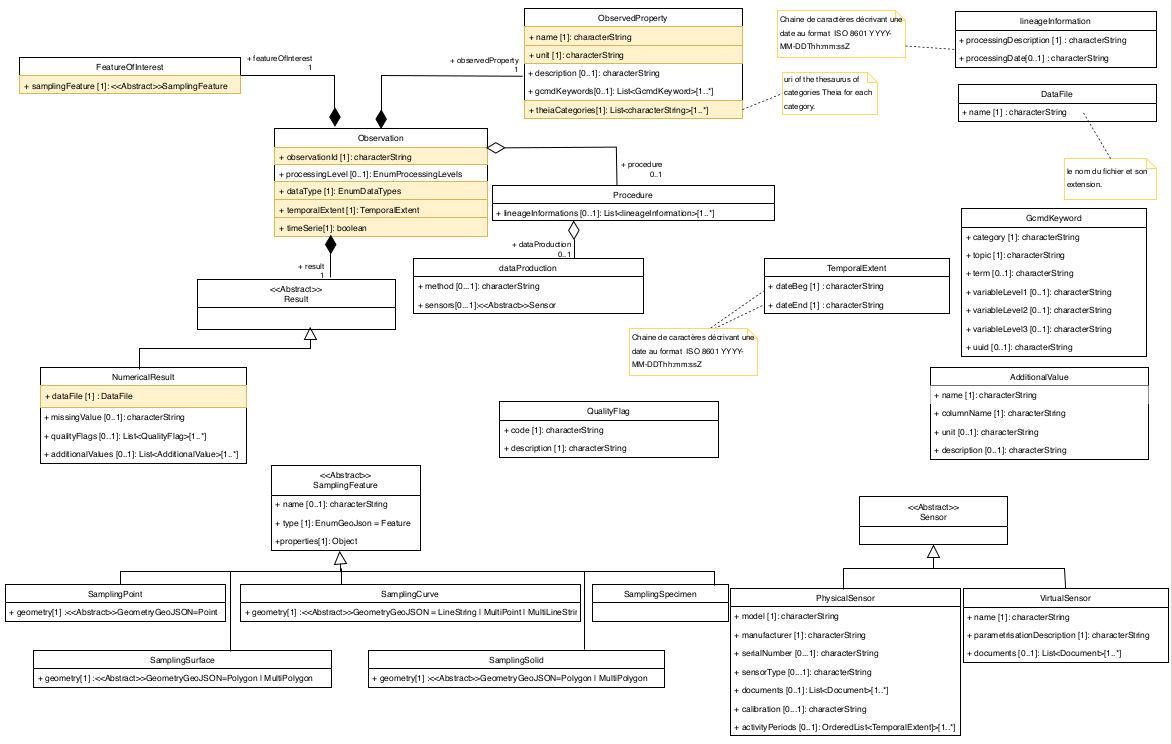 FeatureOfInterest
+ samplingFeature [1]: <<Abstract>>SamplingFeature
+ featureOfInterest
1
+ observedProperty
1
ObservedProperty
+ name [1]: characterString
+ unit [1]: characterString
+ description [0..1]: characterString
+ gcmdKeywords[0..1]: List<GcmdKeyword>[1..*]
+ theiaCategories[1]: List<characterString>[1..*]
Chaine de caractères décrivant une
date au format ISO 8601 YYYY-
MM-DDThh:mm:ssZ
uri of the thesaurus of
categories Theia for each
category.
lineageInformation
+ processingDescription [1] : characterString
+ processingDate[0..1] : characterString
DataFile
+ name [1] : characterString
le nom du fichier et son
extension.
Observation
+ observationId [1]: characterString
+ processingLevel [0..1]: EnumProcessingLevels
+ dataType [1]: EnumDataTypes
+ temporalExtent [1]: TemporalExtent
+ timeSerie[1]: boolean
+ procedure
0..1
Procedure
+ lineageInformations [0..1]: List<lineageInformation>[1..*]
+ dataProduction
0..1
dataProduction
+ method [0...1]: characterString
+ sensors[0...1]:<<Abstract>>Sensor
+ result
1
<<Abstract>>
Result
TemporalExtent
+ dateBeg [1] : characterString
+ dateEnd [1] : characterString
Chaine de caractères décrivant une
date au format ISO 8601 YYYY-
MM-DDThh:mm:ssZ
GcmdKeyword
+ category [1]: characterString
+ topic [1]: characterString
+ term [0..1]: characterString
+ variableLevel1 [0..1]: characterString
+ variableLevel2 [0..1]: characterString
+ variableLevel3 [0..1]: characterString
+ uuid [0..1]: characterString
NumericalResult
+ dataFile [1] : DataFile
+ missingValue [0..1]: characterString
+ qualityFlags [0..1]: List<QualityFlag>[1..*]
+ additionalValues [0..1]: List<AdditionalValue>[1..*]
QualityFlag
+ code [1]: characterString
+ description [1]: characterString
AdditionalValue
+ name [1]: characterString
+ columnName [1]: characterString
+ unit [0..1]: characterString
+ description [0..1]: characterString
<<Abstract>>
SamplingFeature
+ name [0..1]: characterString
+ type [1]: EnumGeoJson = Feature
+properties[1]: Object
<<Abstract>>
Sensor
SamplingPoint
+ geometry[1] :<<Abstract>>GeometryGeoJSON=Point
SamplingCurve
+ geometry[1] :<<Abstract>>GeometryGeoJSON = LineString | MultiPoint | MultiLineStrin
SamplingSpecimen
SamplingSurface
+ geometry[1] :<<Abstract>>GeometryGeoJSON=Polygon | MultiPolygon
SamplingSolid
+ geometry[1] :<<Abstract>>GeometryGeoJSON=Polygon | MultiPolygon
PhysicalSensor
+ model [1]: characterString
+ manufacturer [1]: characterString
+ serialNumber [0...1]: characterString
+ sensorType [0...1]: characterString
+ documents [0..1]: List<Document>[1..*]
+ calibration [0...1]: characterString
+ activityPeriods [0..1]: OrderedList<TemporalExtent]>[1..*]
VirtualSensor
+ name [1]: characterString
+ parametrisationDescription [1]: characterString
+ documents [0..1]: List<Document>[1..*]